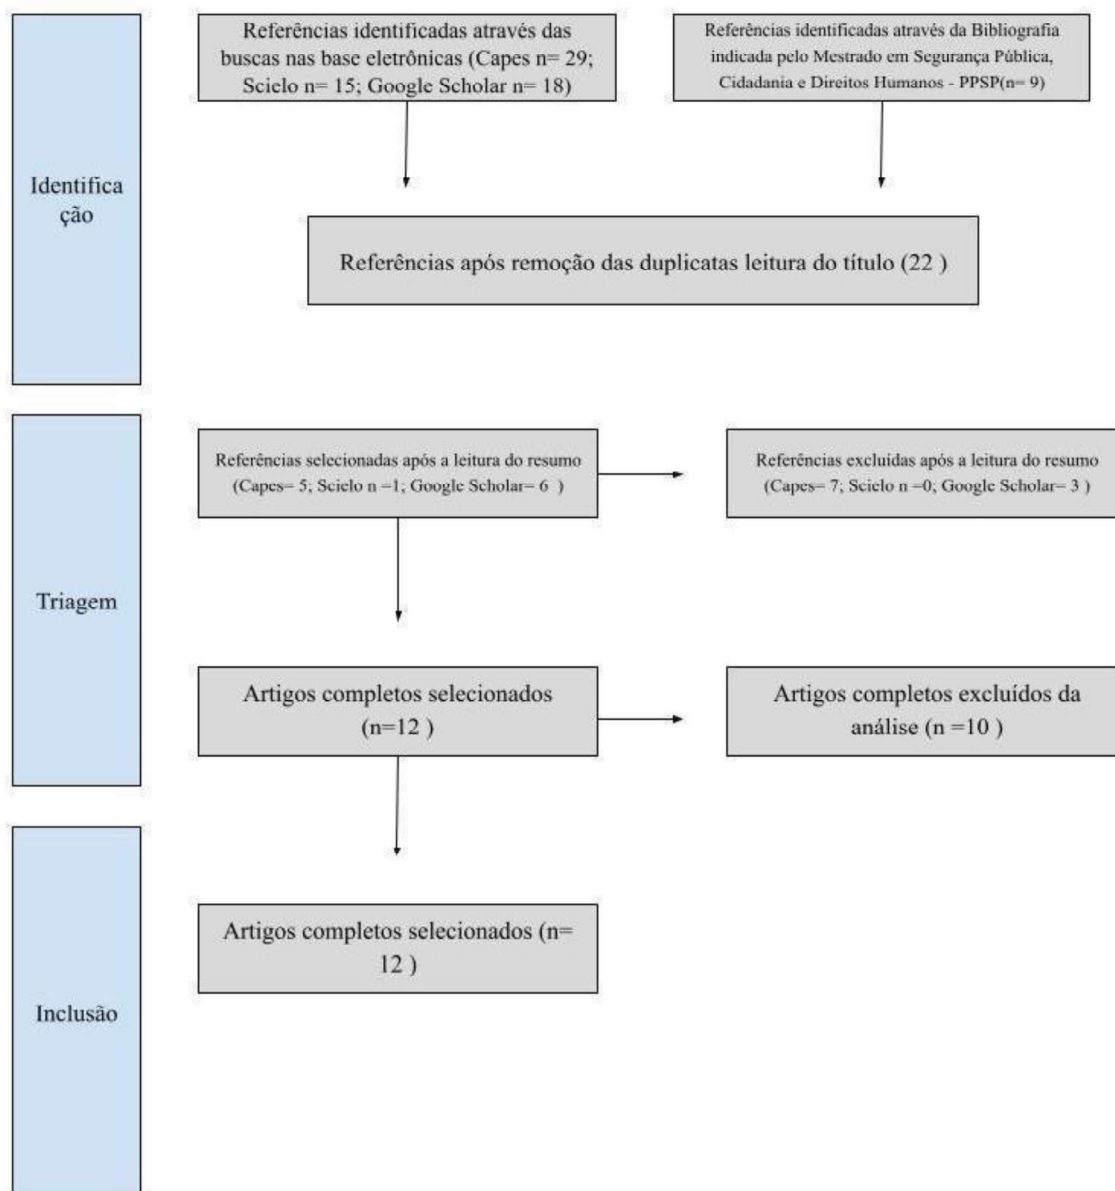 Referências identificadas através das
buscas nas base eletrônicas (Capes n= 29;
Scielo n= 15; Google Scholar n= 18)
Referências identificadas através da Bibliografia
indicada pelo Mestrado em Segurança Pública,
Cidadania e Direitos Humanos - PPSP(n= 9)
Identifica
ção
Referências após remoção das duplicatas leitura do título (22 )
Referências selecionadas após a leitura do resumo
(Capes= 5; Scielo n =1; Google Scholar= 6 )
Referências excluídas após a leitura do resumo
(Capes= 7; Scielo n =0; Google Scholar= 3 )
Triagem
Artigos completos selecionados
(n=12 )
Artigos completos excluídos da
análise (n =10 )
Artigos completos selecionados (n=
12 )
Inclusão